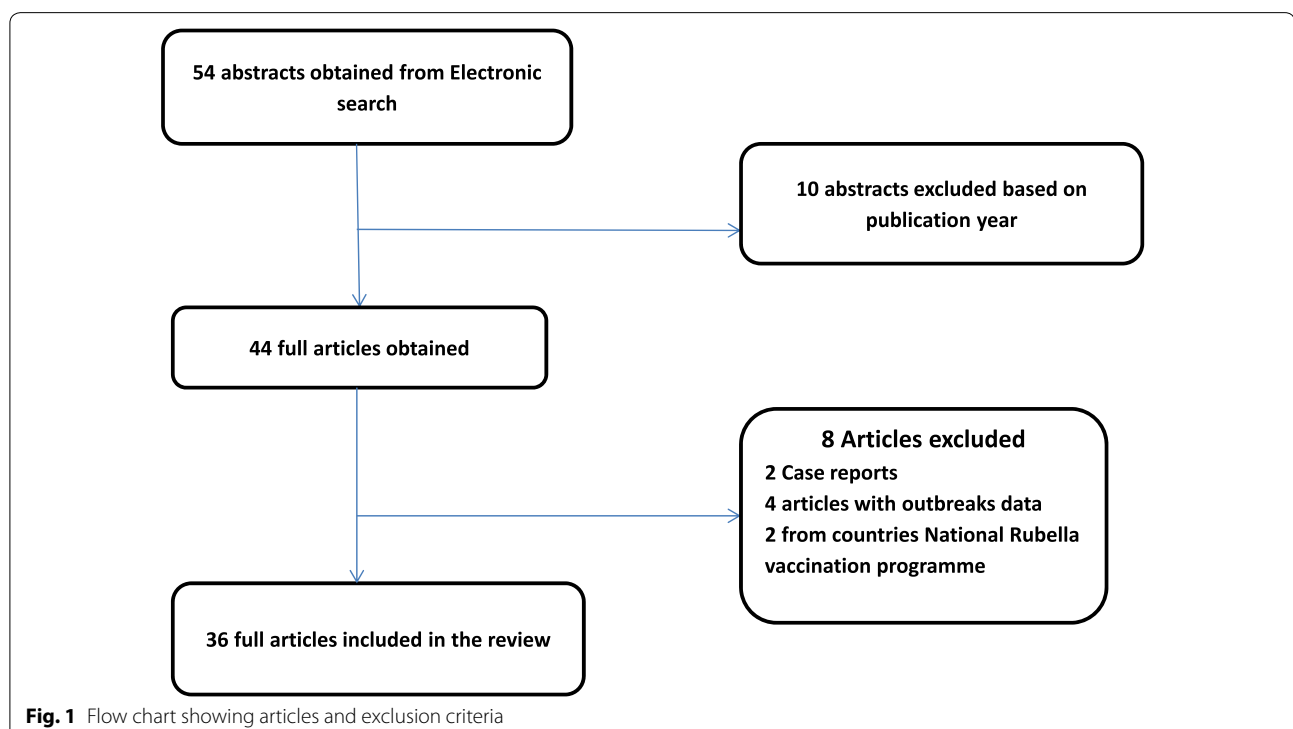 54 abstracts obtained from Electronic
search
10 abstracts excluded based on
publication year
44 full articles obtained
8 Articles excluded
2 Case reports
4 articles with outbreaks data
2 from countries National Rubella
vaccination programme
36 full articles included in the review
Fig. 1 Flow chart showing articles and exclusion criteria